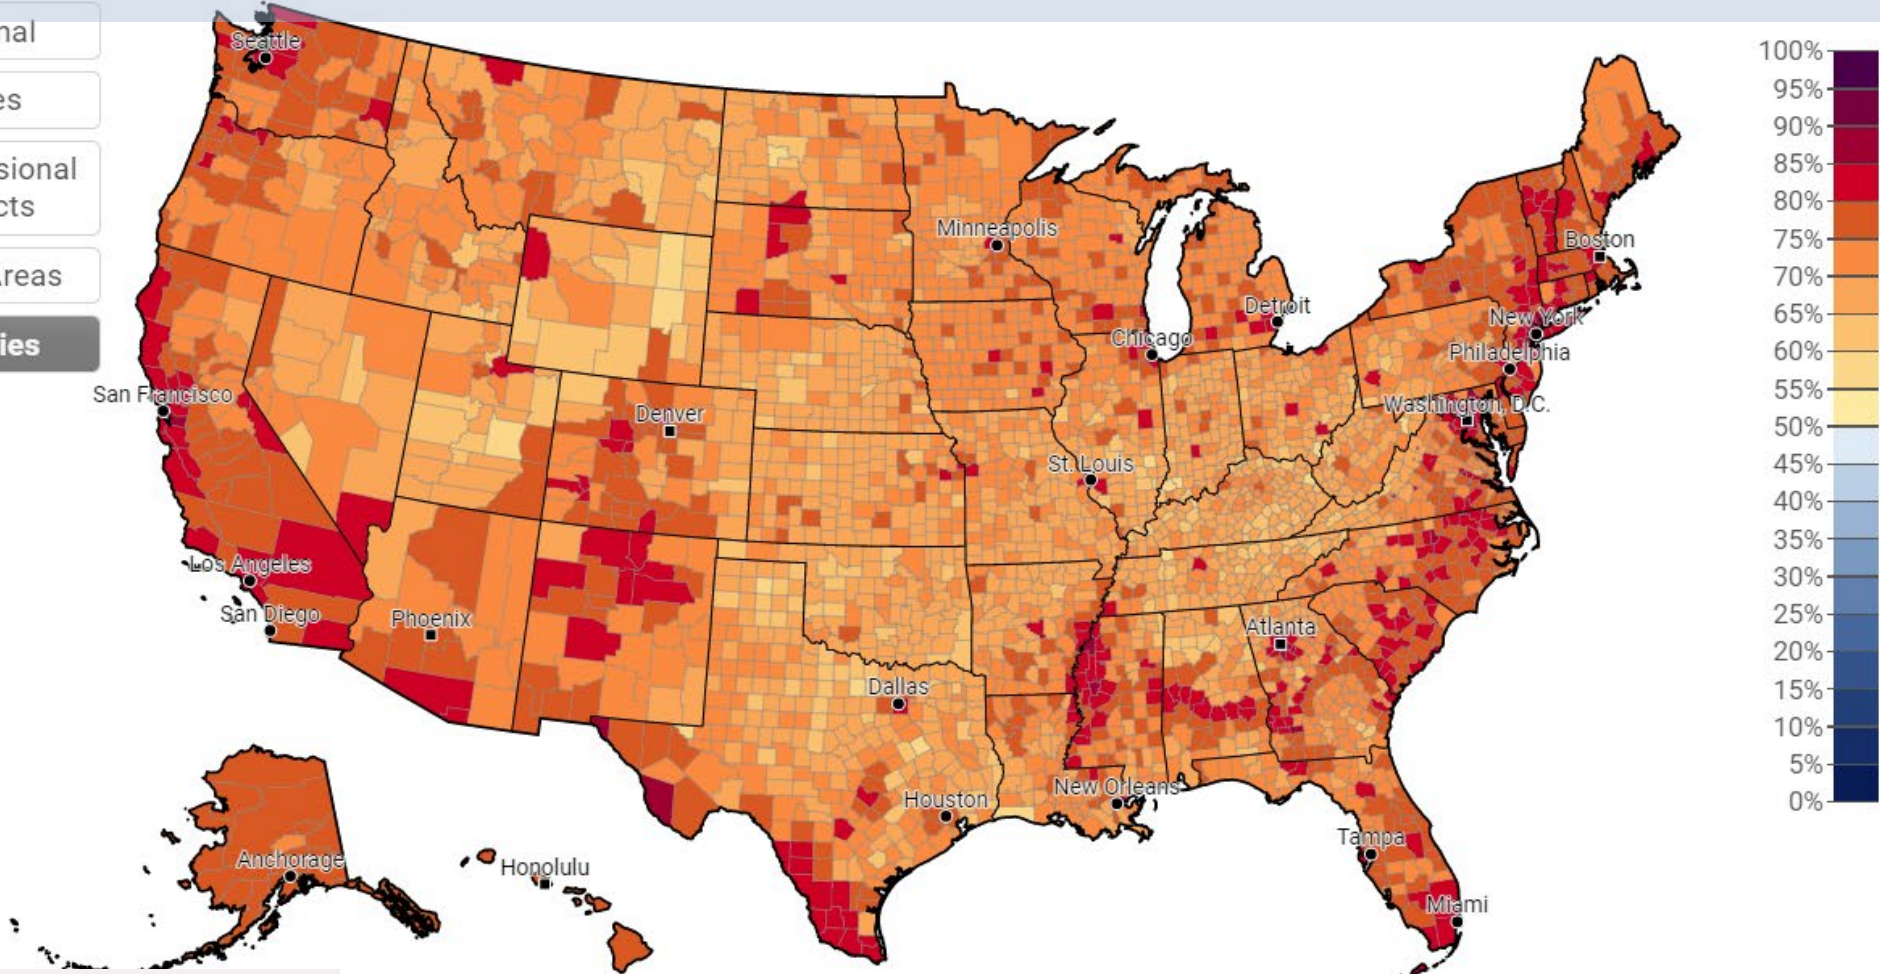 nal
es
sional
cts
reas
ies
Seattle
Minneapolis
Boston
Detroit
New York
Chicago
Philadelphia
San Francisco
Denver
Washington, D.C.
St. Louis
Los Angeles
San Diego
Phoenix
Atlanta
Dallas
New Orleans
Houston
Tampa
Anchorage
Honolulu
Miami
100%
95%
90%
85%
80%
75%
70%
65%
60%
55%
50%
45%
40%
35%
30%
25%
20%
15%
10%
5%
0%